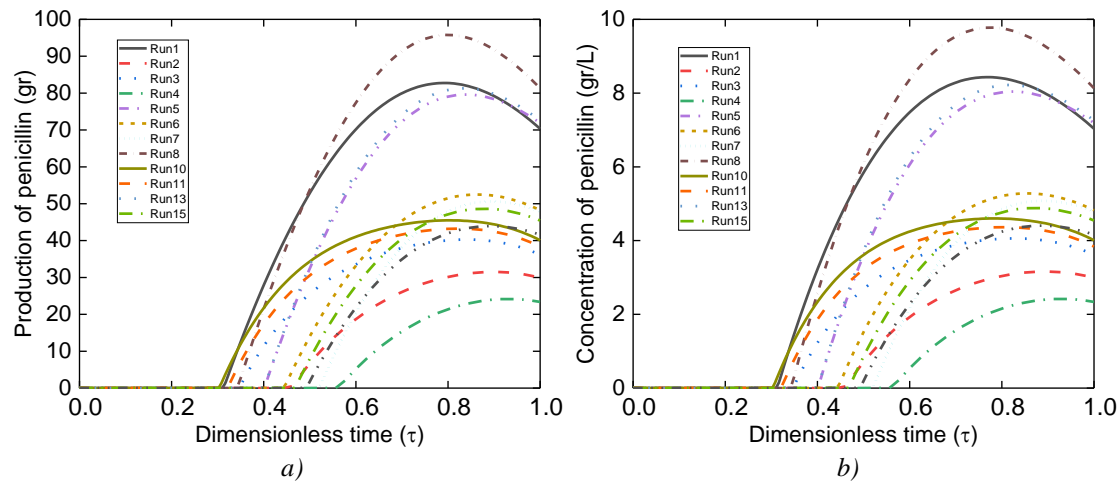 Production of penicillin (gr)
100
90
80
70
60
50
40
30
20
10
0
Run1
Run2
Run3
Run4
Run5
Run6
Run7
Run8
Run10
Run11
Run13
Run15
0.0 0.2 0.4 0.6 0.8 1.0
Dimensionless time (τ)
a)
Concentration of penicillin (gr/L)
10
8
6
4
2
0
Run1
Run2
Run3
Run4
Run5
Run6
Run7
Run8
Run10
Run11
Run13
Run15
0.0 0.2 0.4 0.6 0.8 1.0
Dimensionless time (τ)
b)